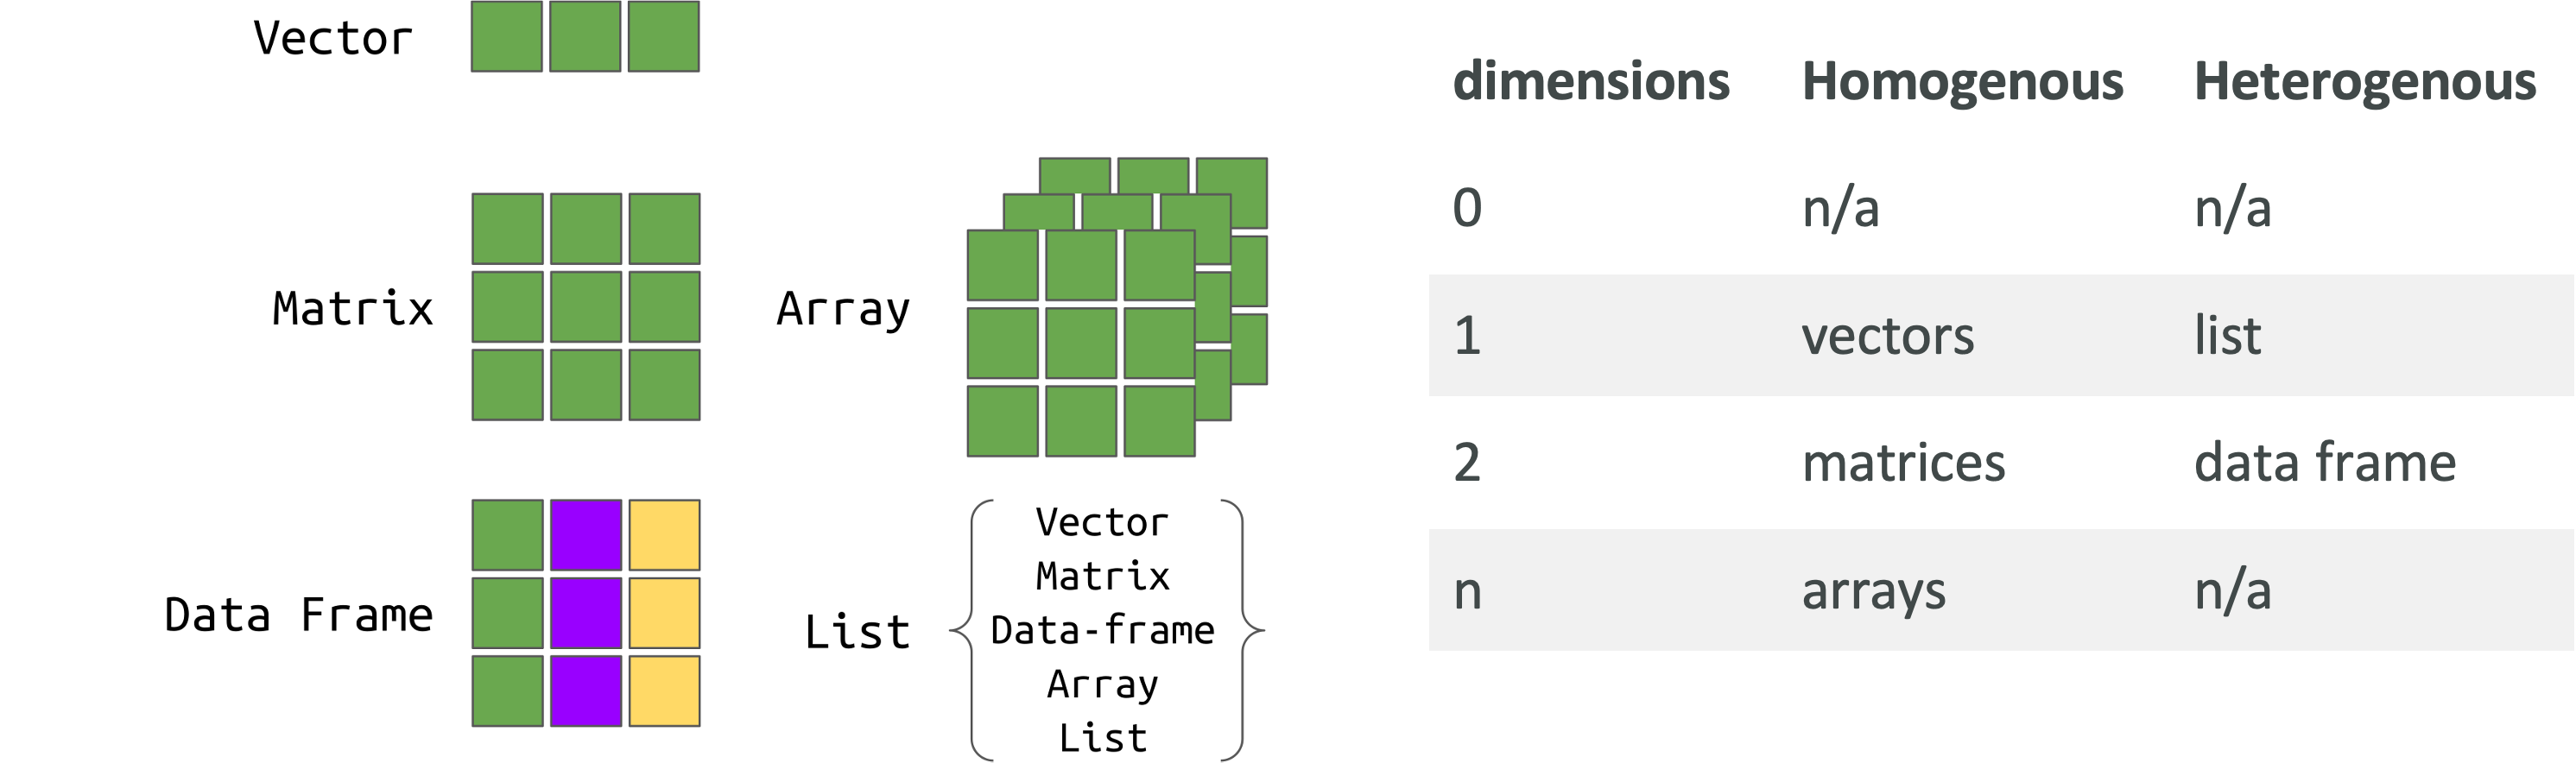 Vector
Matrix
Array
Data Frame
List
Vector
Matrix
Data-frame
Array
List
dimensions Homogenous Heterogenous
0 n/a n/a
1 vectors list
2 matrices data frame
n arrays n/a